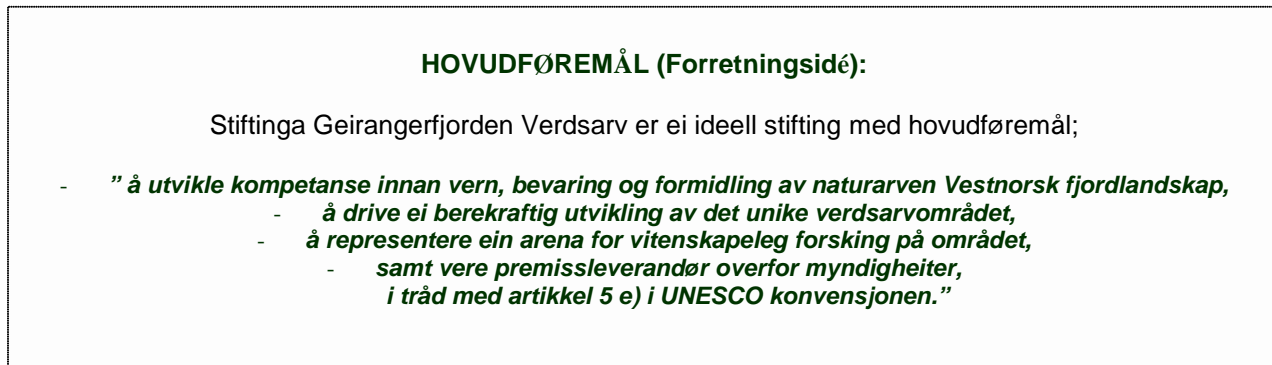 HOVUDFØREMÅL (Forretningsidé):
Stiftinga Geirangerfjorden Verdsarv er ei ideell stifting med hovudføremål;
- ” å utvikle kompetanse innan vern, bevaring og formidling av naturarven Vestnorsk fjordlandskap,
- å drive ei berekraftig utvikling av det unike verdsarvområdet,
- å representere ein arena for vitenskapeleg forsking på området,
- samt vere premissleverandør overfor myndigheiter,
i tråd med artikkel 5 e) i UNESCO konvensjonen.”